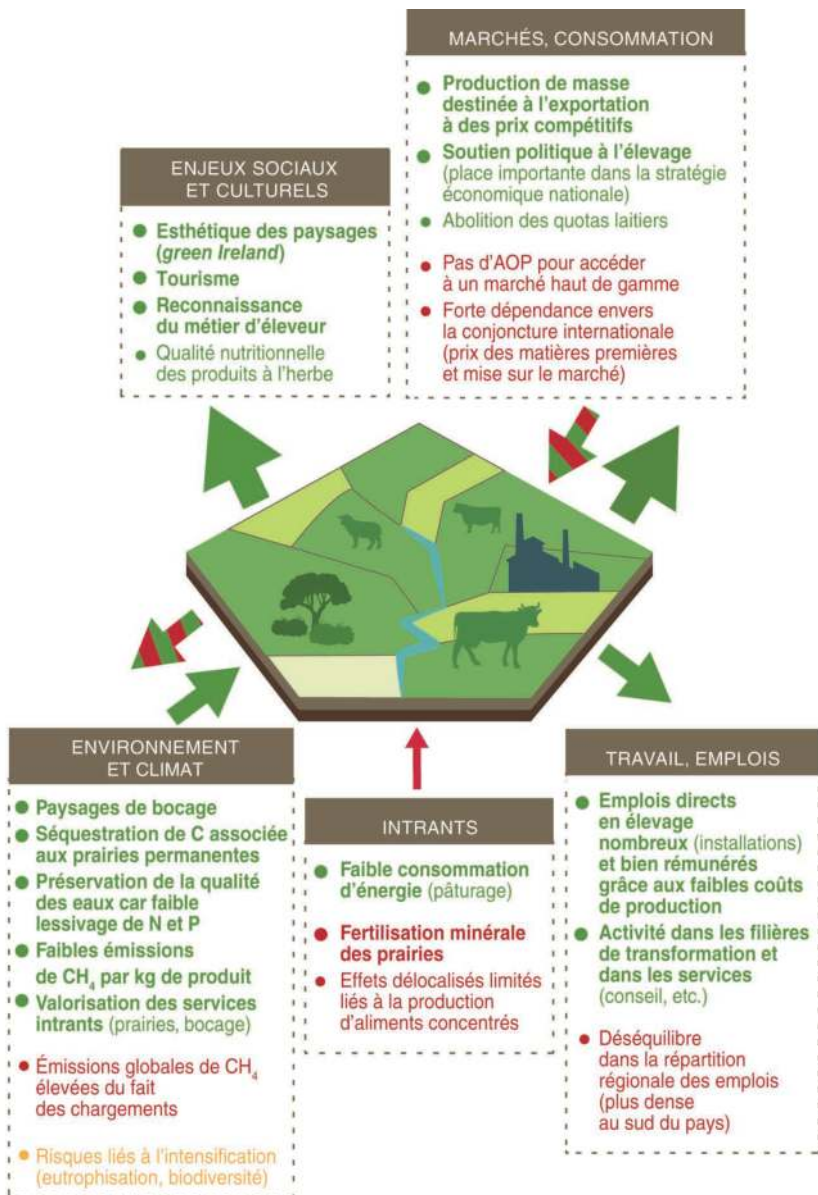 MARCHÉS, CONSOMMATION
● Production de masse
destinée à l'exportation
à des prix compétitifs
● Soutien politique à l'élevage
(place importante dans la stratégie
économique nationale)
● Abolition des quotas laitiers
● Pas d'AOP pour accéder
à un marché haut de gamme
● Forte dépendance envers
la conjoncture internationale
(prix des matières premières
et mise sur le marché)
ENJEUX SOCIAUX
ET CULTURELS
● Esthétique des paysages
(green Ireland)
● Tourisme
● Reconnaissance
du métier d'éleveur
● Qualité nutritionnelle
des produits à l'herbe
ENVIRONNEMENT
ET CLIMAT
● Paysages de bocage
● Séquestration de C associée
aux prairies permanentes
● Préservation de la qualité
des eaux car faible
lessivage de N et P
● Faibles émissions
de CH₄ par kg de produit
● Valorisation des services
intrants (prairies, bocage)
● Émissions globales de CH₄
élevées du fait
des chargements
● Risques liés à l'intensification
(eutrophisation, biodiversité)
INTRANTS
● Faible consommation
d'énergie (pâturage)
● Fertilisation minérale
des prairies
● Effets délocalisés limités
liés à la production
d'aliments concentrés
TRAVAIL, EMPLOIS
● Emplois directs
en élevage
nombreux (installations)
et bien rémunérés
grâce aux faibles coûts
de production
● Activité dans les filières
de transformation et
dans les services
(conseil, etc.)
● Déséquilibre
dans la répartition
régionale des emplois
(plus dense
au sud du pays)